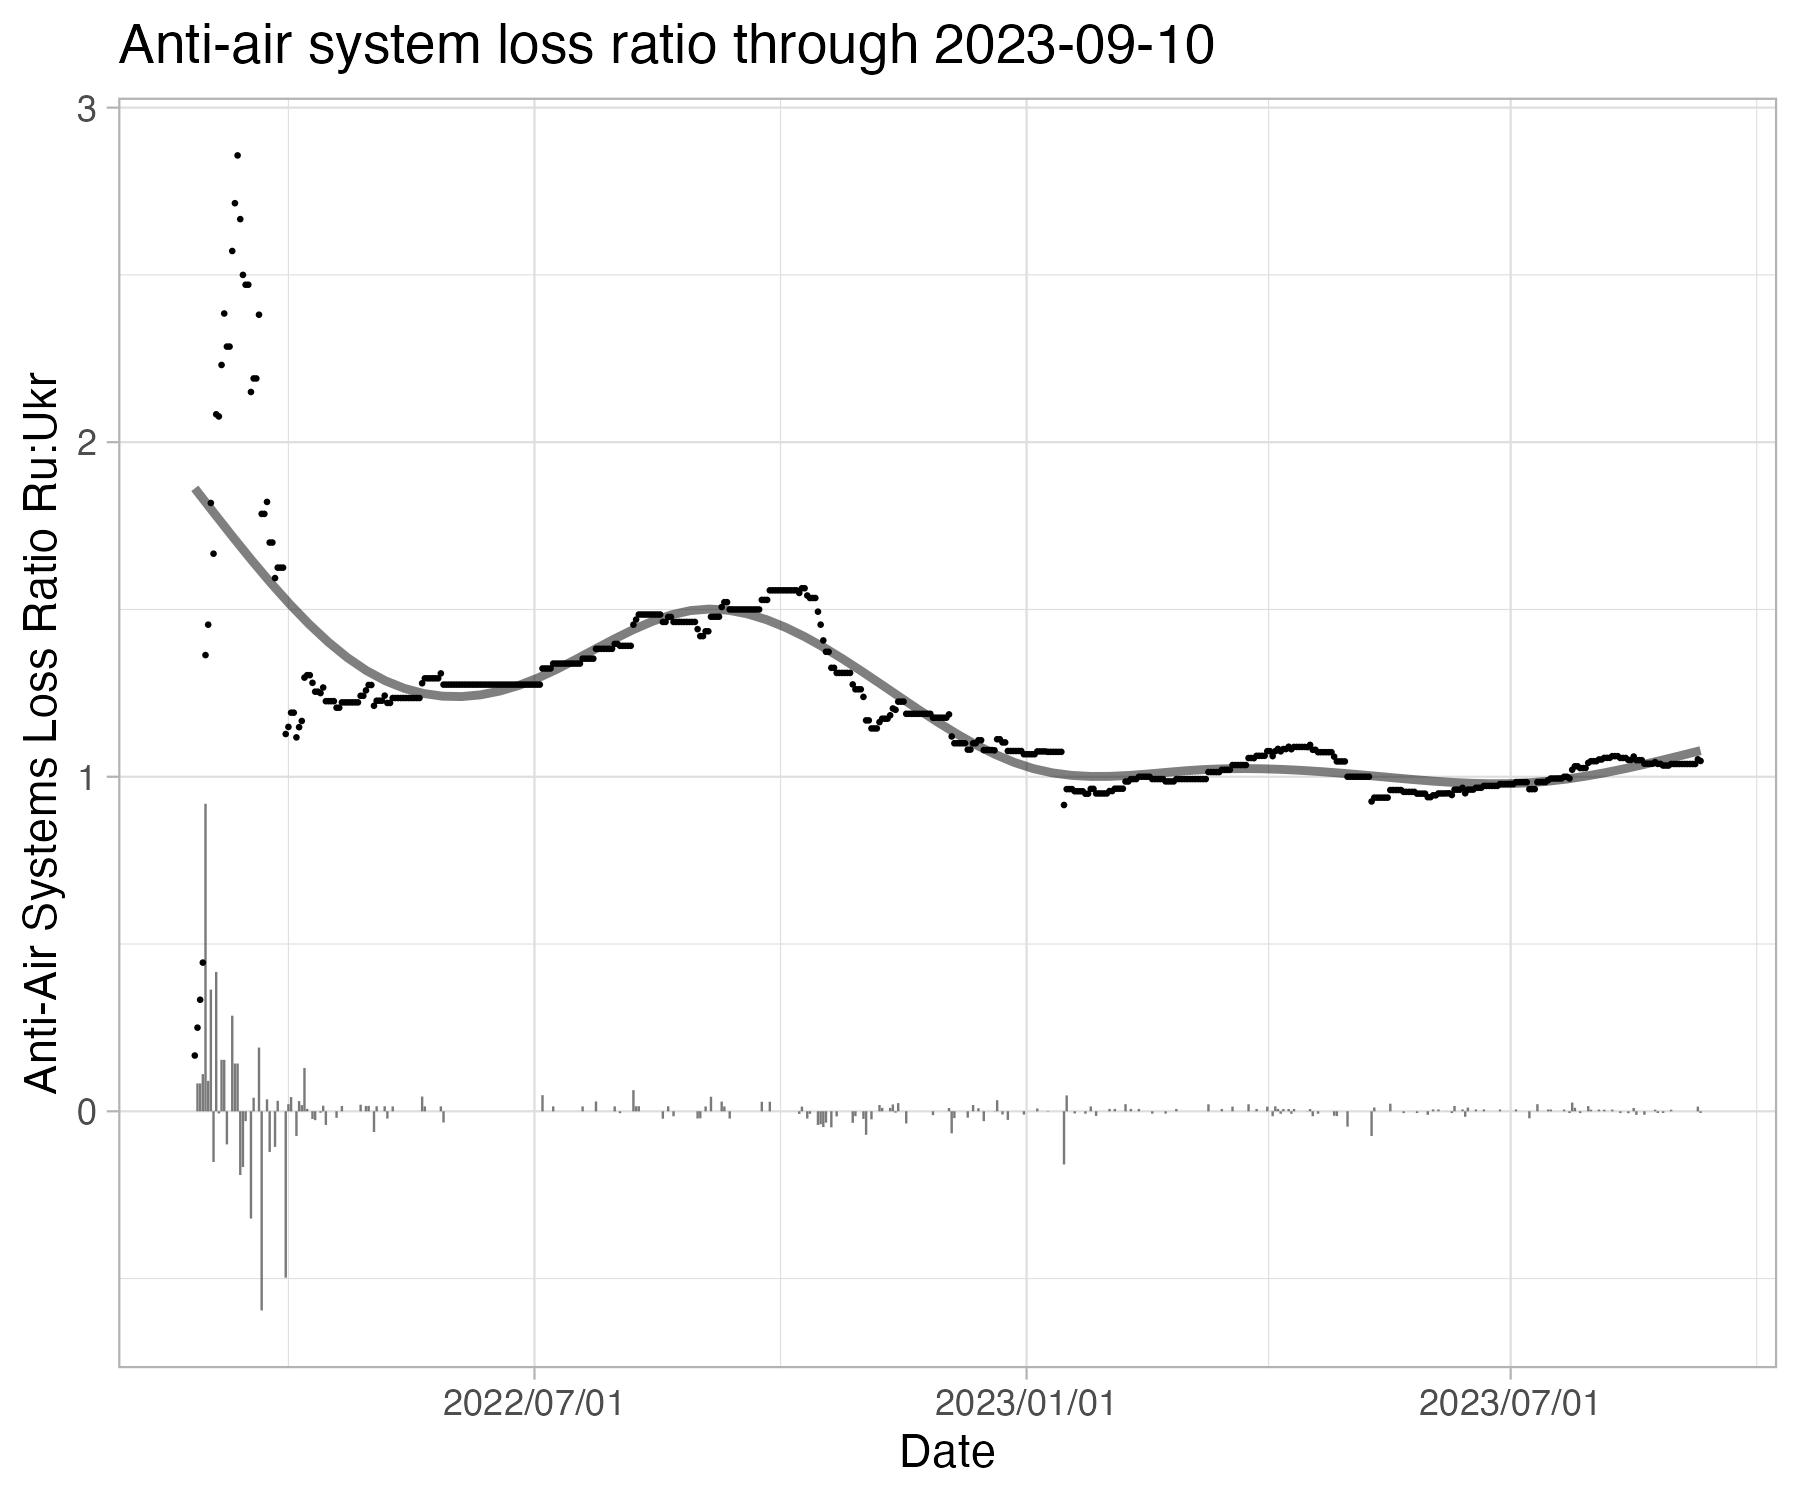 Anti-air system loss ratio through 2023-09-10
Anti-Air Systems Loss Ratio Ru:Ukr
3
2
1
0
2022/07/01
2023/01/01
2023/07/01
Date